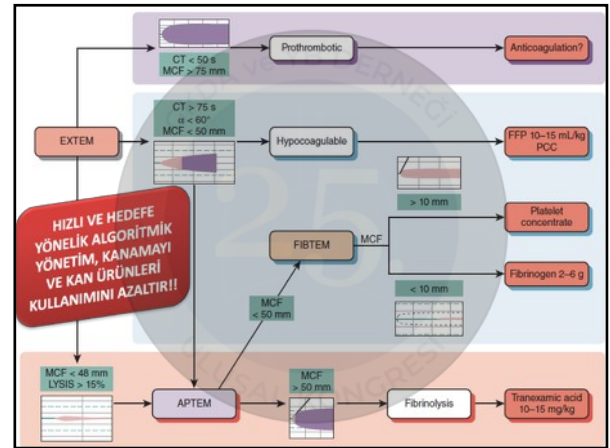 CT < 50 s
MCF > 75 mm
Prothrombotic
Anticoagulation?
EXTEM
CT > 75 s
α < 60°
MCF < 50 mm
Hypocoagulable
FFP 10–15 mL/kg
PCC
> 10 mm
HIZLI VE HEDEFE
YÖNELİK ALGORİTMİK
YÖNETİM, KANAMAYI
VE KAN ÜRÜNLERİ
KULLANIMINI AZALTIR!!
FIBTEM
MCF
Platelet
concentrate
Fibrinogen 2–6 g
< 10 mm
MCF
< 50 mm
MCF < 48 mm
LYSIS > 15%
APTEM
MCF
> 50 mm
Fibrinolysis
Tranexamic acid
10–15 mg/kg
25.
ULUSAL KONGRESİ